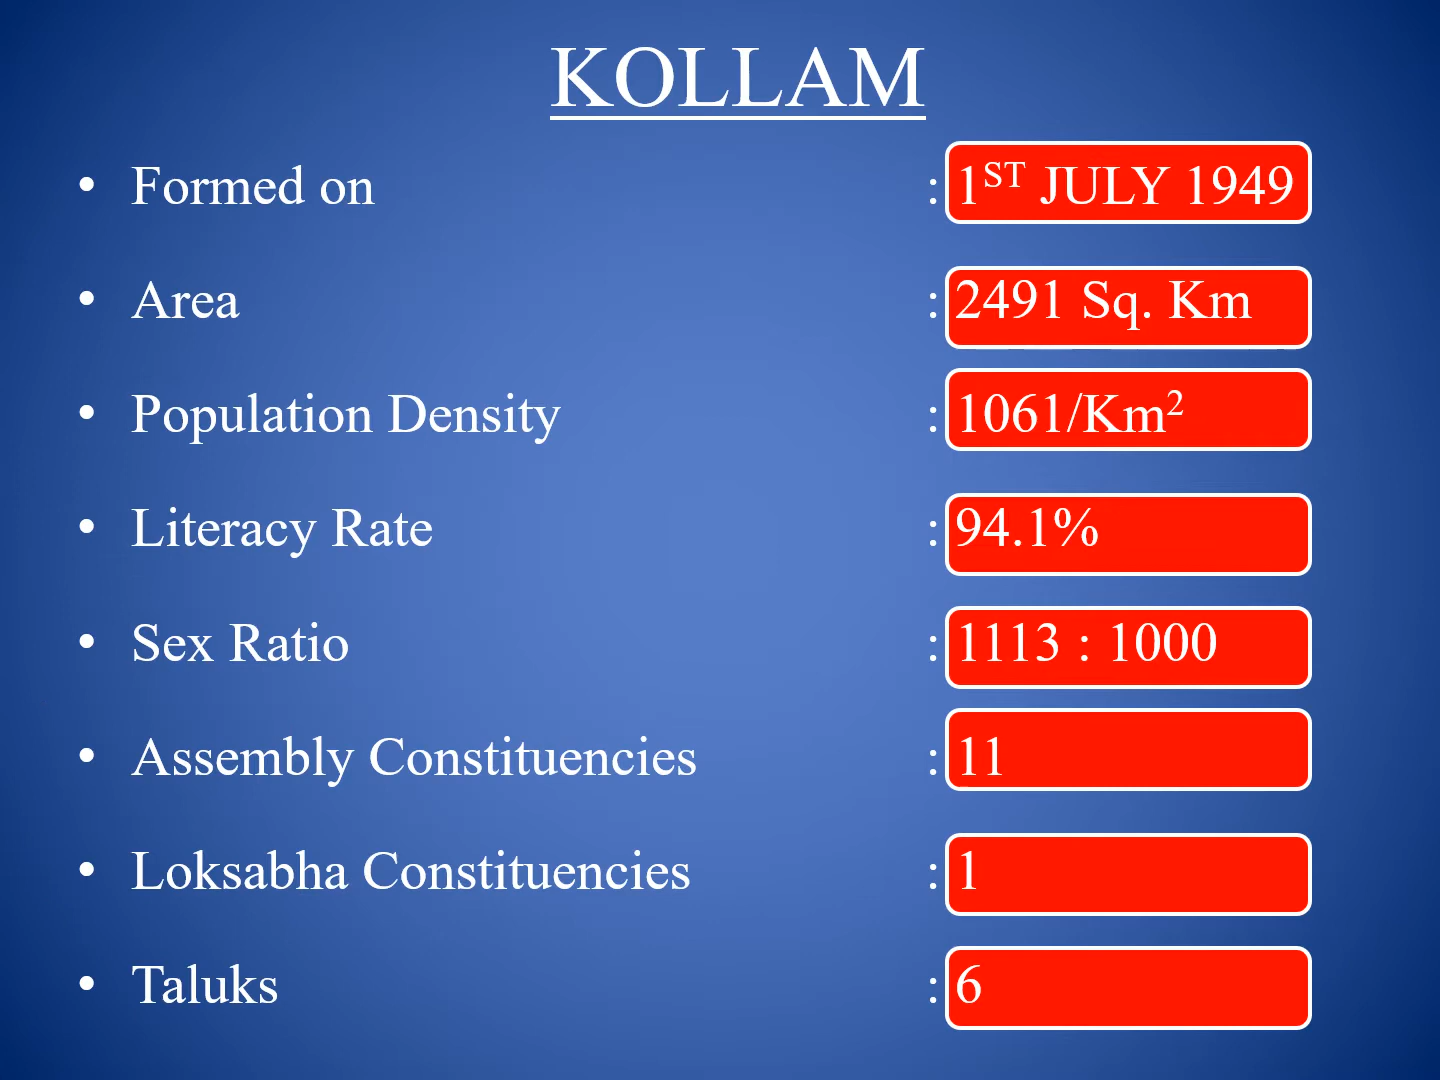 KOLLAM
• Formed on : 1ST JULY 1949
• Area : 2491 Sq. Km
• Population Density : 1061/Km²
• Literacy Rate : 94.1%
• Sex Ratio : 1113 : 1000
• Assembly Constituencies : 11
• Loksabha Constituencies : 1
• Taluks : 6